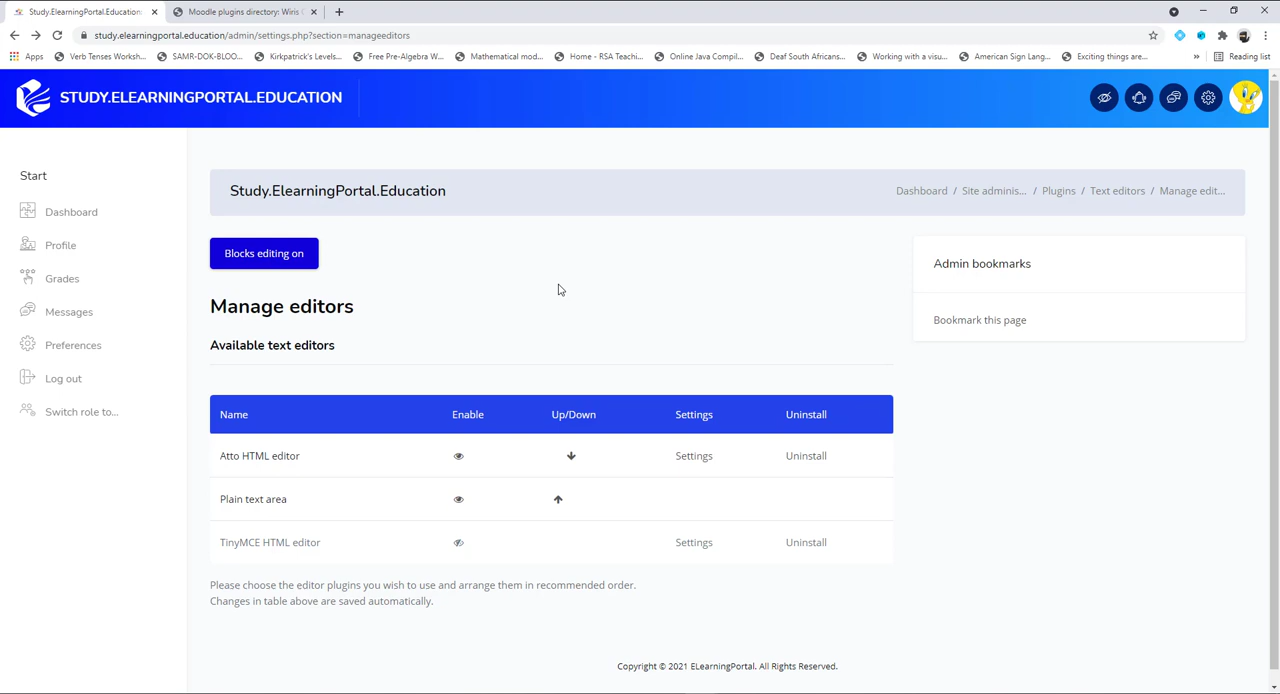 Study.ElearningPortal.Education:
Moodle plugins directory: Wiris
study.elearningportal.education/admin/settings.php?section=manageeditors
Apps
Verb Tenses Worksh...
SAMR-DOK-BLOO...
Kirkpatrick's Levels...
Free Pre-Algebra W...
Mathematical mod...
Home - RSA Teachi...
Online Java Compil...
Deaf South Africans...
Working with a visu...
American Sign Lang...
Exciting things are...
»
Reading list
STUDY.ELEARNINGPORTAL.EDUCATION
Start
Dashboard
Profile
Grades
Messages
Preferences
Log out
Switch role to...
Study.ElearningPortal.Education
Dashboard / Site adminis... / Plugins / Text editors / Manage edit...
Blocks editing on
Manage editors
Available text editors
Name Enable Up/Down Settings Uninstall
Atto HTML editor Settings Uninstall
Plain text area
TinyMCE HTML editor Settings Uninstall
Please choose the editor plugins you wish to use and arrange them in recommended order.
Changes in table above are saved automatically.
Admin bookmarks
Bookmark this page
Copyright © 2021 ELearningPortal. All Rights Reserved.